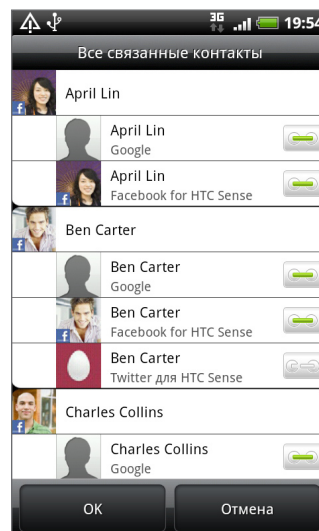 3G 19:54
Все связанные контакты
April Lin
April Lin
Google
April Lin
Facebook for HTC Sense
Ben Carter
Ben Carter
Google
Ben Carter
Facebook for HTC Sense
Ben Carter
Twitter для HTC Sense
Charles Collins
Charles Collins
Google
OK Отмена